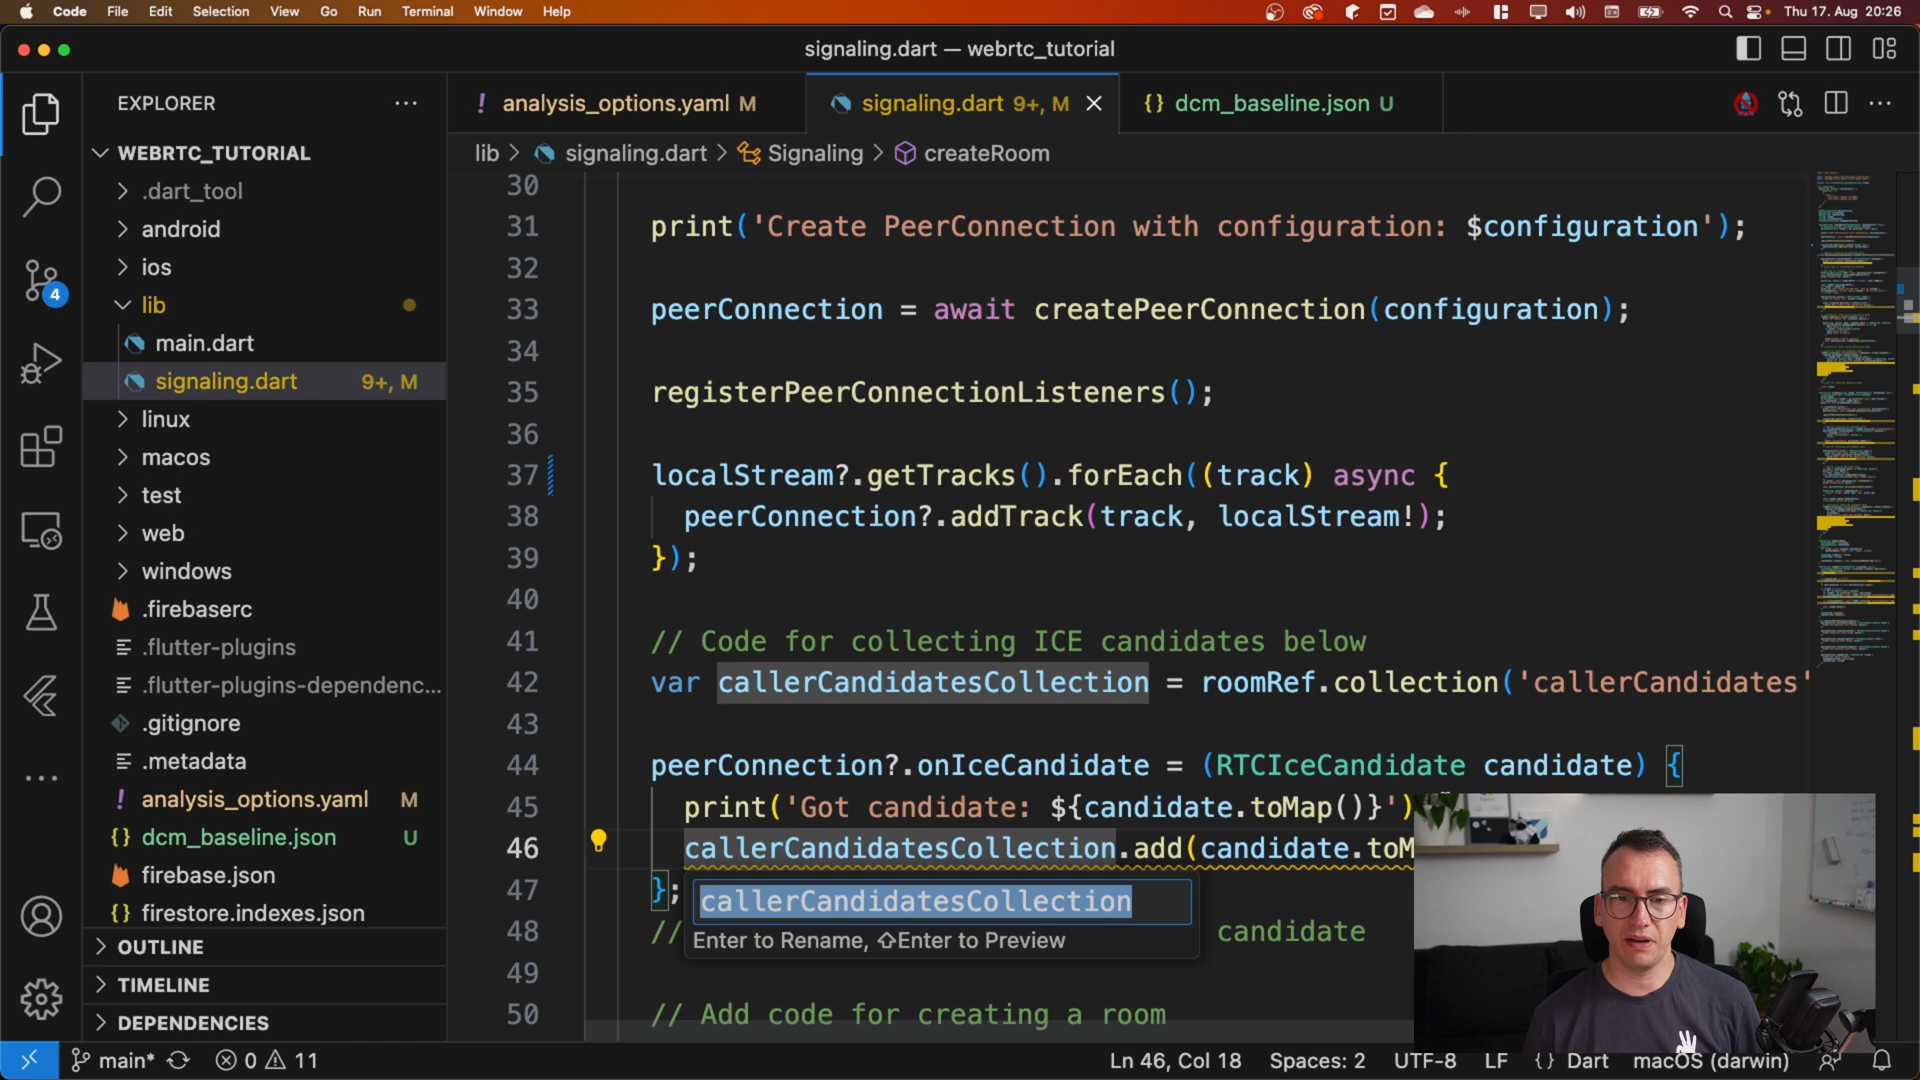 Code File Edit Selection View Go Run Terminal Window Help
Thu 17. Aug 20:26
signaling.dart — webrtc_tutorial
EXPLORER
WEBRTC_TUTORIAL
.dart_tool
android
ios
lib
main.dart
signaling.dart 9+, M
linux
macos
test
web
windows
.firebaserc
.flutter-plugins
.flutter-plugins-dependenc...
.gitignore
.metadata
analysis_options.yaml M
dcm_baseline.json U
firebase.json
firestore.indexes.json
OUTLINE
TIMELINE
DEPENDENCIES
4
! analysis_options.yaml M
signaling.dart 9+, M
{} dcm_baseline.json U
lib > signaling.dart > Signaling > createRoom
30
31 print('Create PeerConnection with configuration: $configuration');
32
33 peerConnection = await createPeerConnection(configuration);
34
35 registerPeerConnectionListeners();
36
37 localStream?.getTracks().forEach((track) async {
38 peerConnection?.addTrack(track, localStream!);
39 });
40
41 // Code for collecting ICE candidates below
42 var callerCandidatesCollection = roomRef.collection('callerCandidates'
43
44 peerConnection?.onIceCandidate = (RTCIceCandidate candidate) {
45 print('Got candidate: ${candidate.toMap()}')
46 callerCandidatesCollection.add(candidate.toM
47 };
callerCandidatesCollection
Enter to Rename, ⇧Enter to Preview
48 // candidate
49
50 // Add code for creating a room
main* 0 11
Ln 46, Col 18 Spaces: 2 UTF-8 LF {} Dart macOS (darwin)